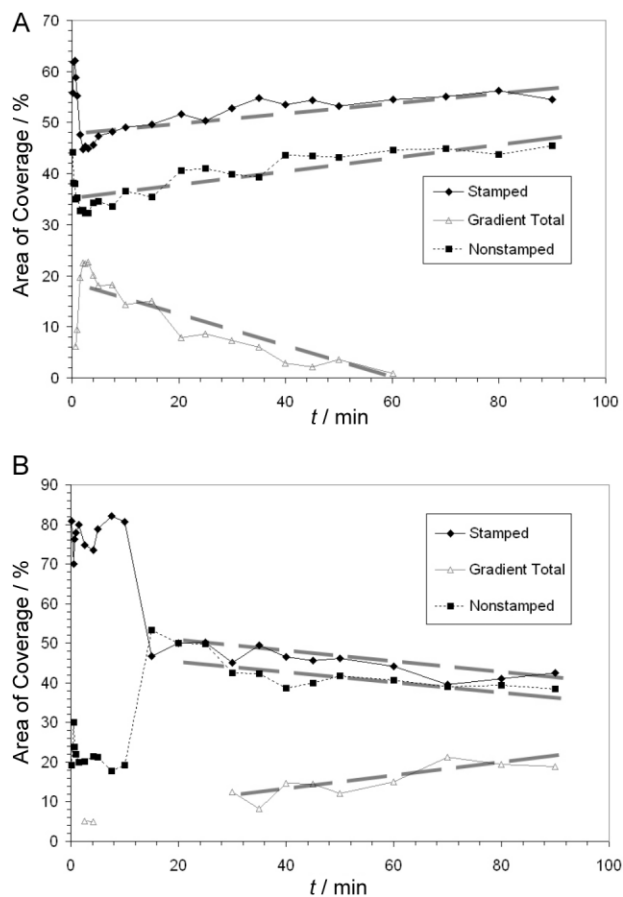 A
70
60
50
40
30
20
10
0
Area of Coverage / %
Stamped
Gradient Total
Nonstamped
0 20 40 60 80 100
t / min
B
90
80
70
60
50
40
30
20
10
0
Area of Coverage / %
Stamped
Gradient Total
Nonstamped
0 20 40 60 80 100
t / min